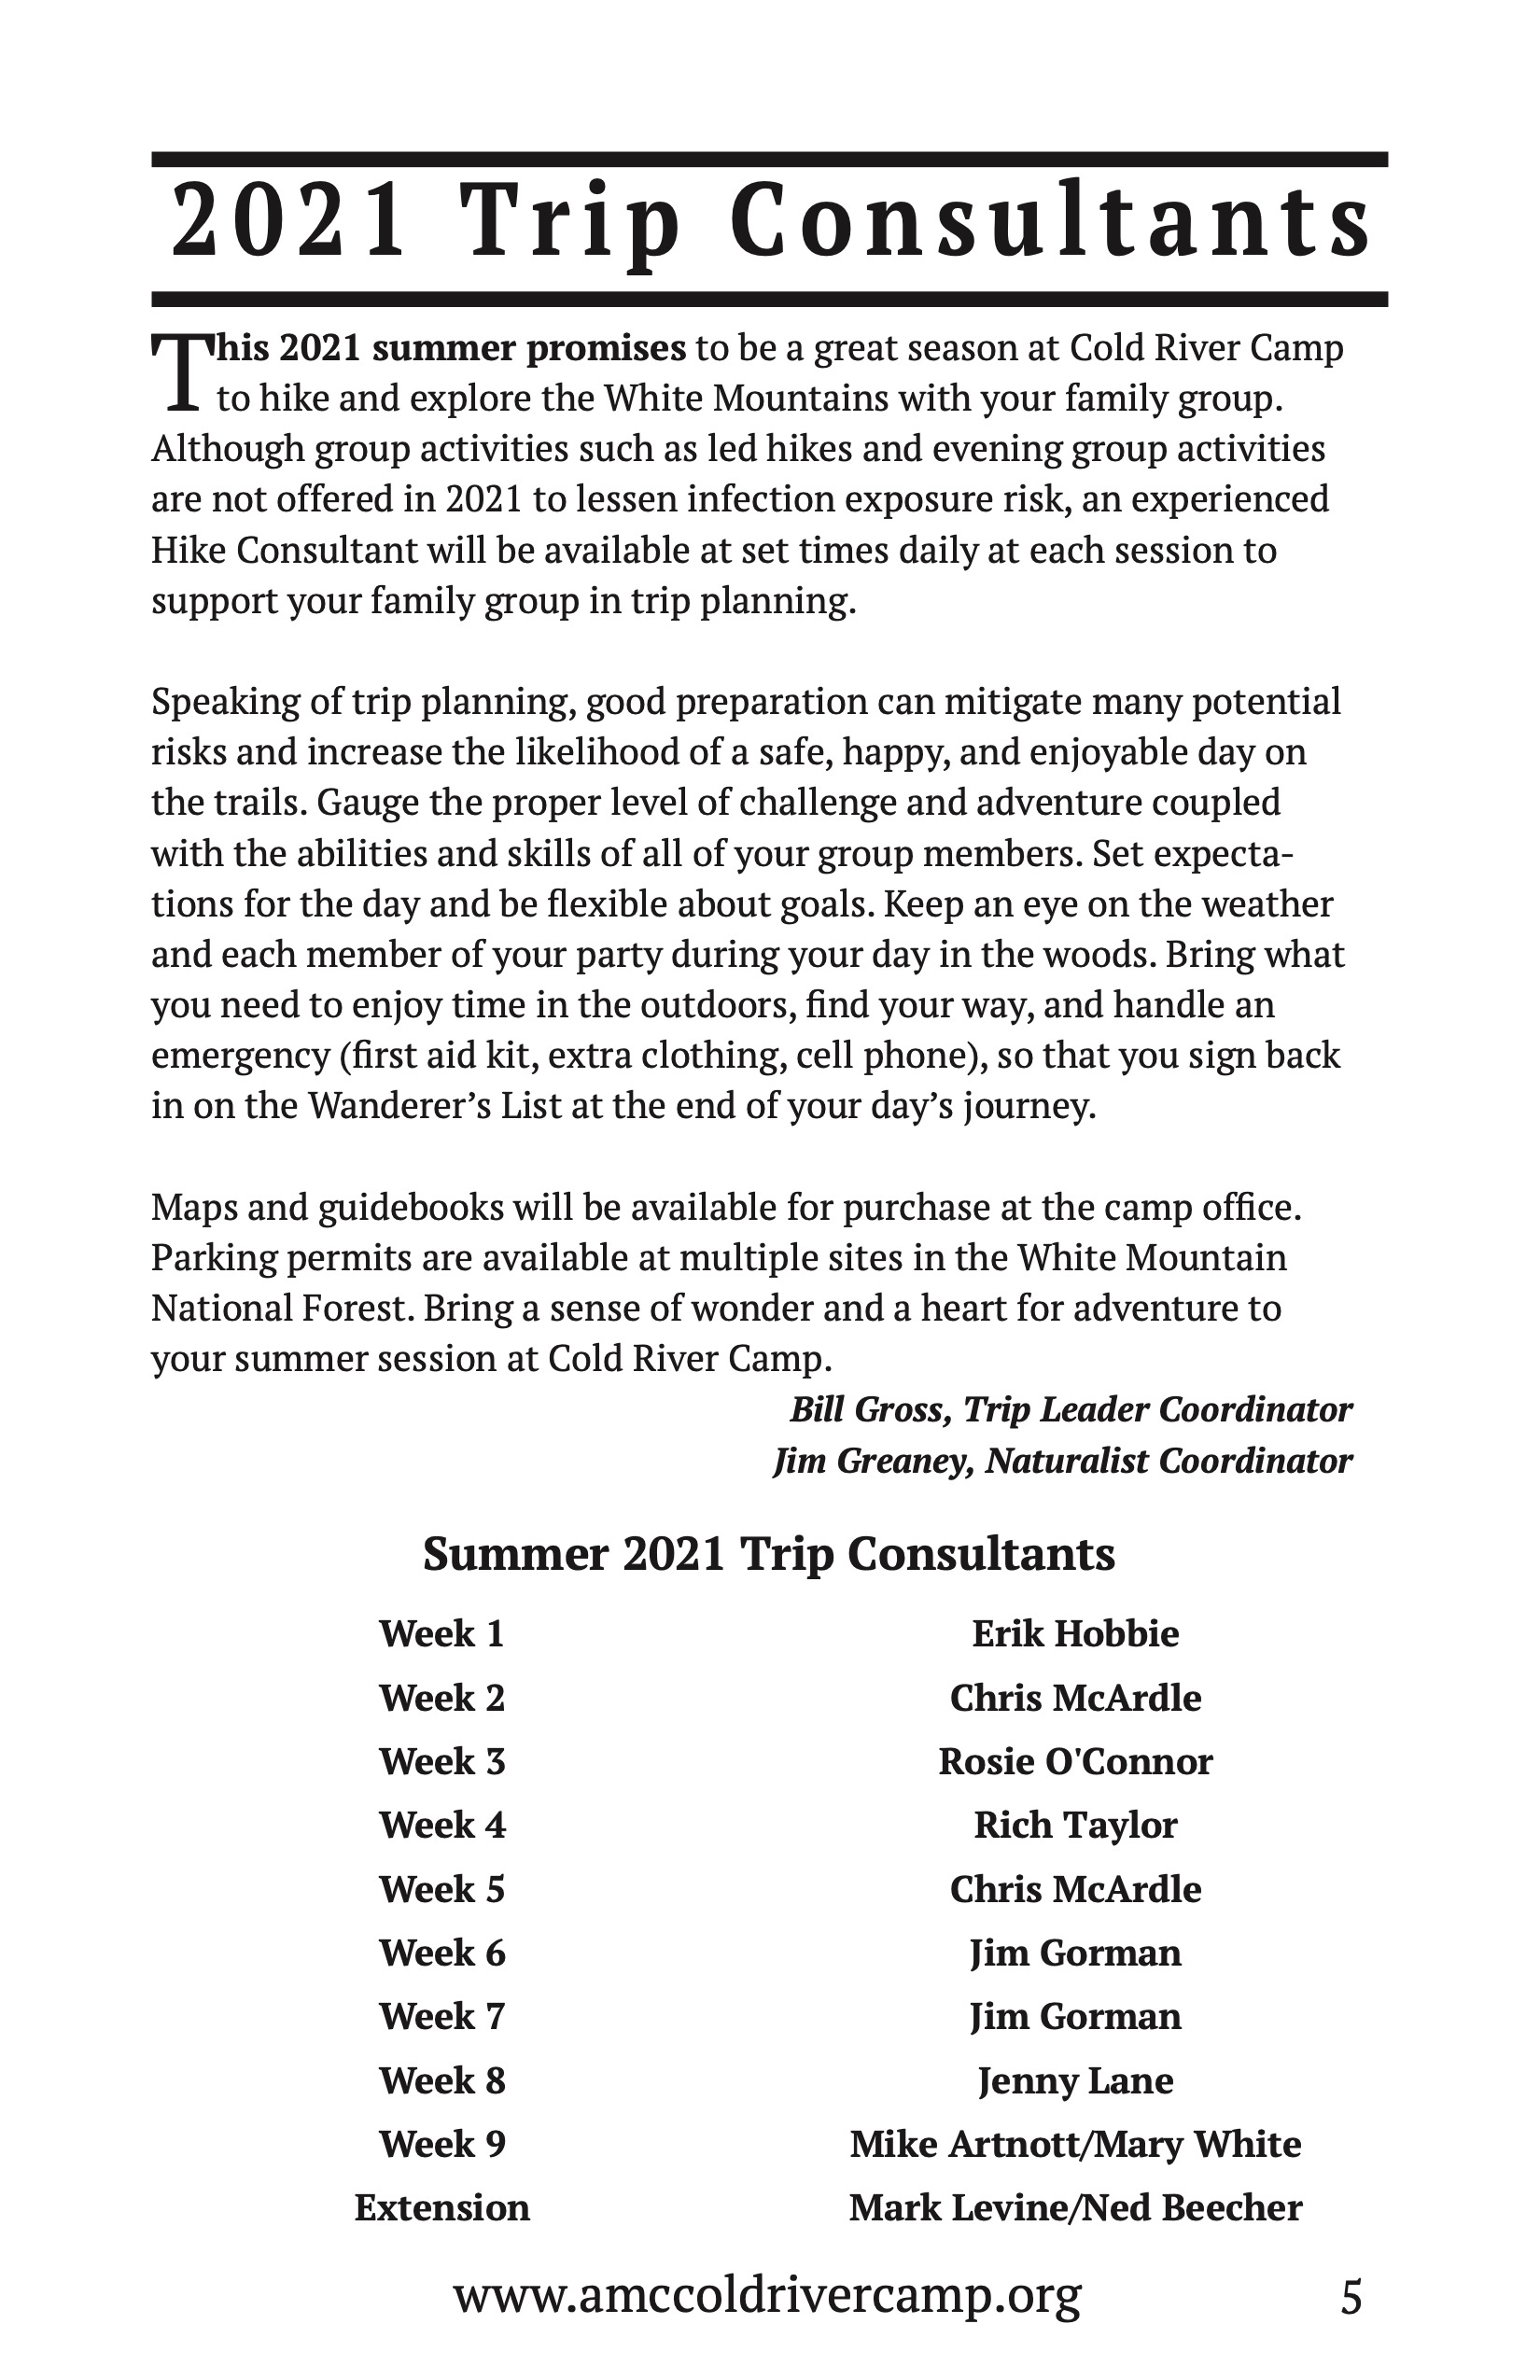 2021 Trip Consultants
This 2021 summer promises to be a great season at Cold River Camp
to hike and explore the White Mountains with your family group.
Although group activities such as led hikes and evening group activities
are not offered in 2021 to lessen infection exposure risk, an experienced
Hike Consultant will be available at set times daily at each session to
support your family group in trip planning.
Speaking of trip planning, good preparation can mitigate many potential
risks and increase the likelihood of a safe, happy, and enjoyable day on
the trails. Gauge the proper level of challenge and adventure coupled
with the abilities and skills of all of your group members. Set expecta-
tions for the day and be flexible about goals. Keep an eye on the weather
and each member of your party during your day in the woods. Bring what
you need to enjoy time in the outdoors, find your way, and handle an
emergency (first aid kit, extra clothing, cell phone), so that you sign back
in on the Wanderer’s List at the end of your day’s journey.
Maps and guidebooks will be available for purchase at the camp office.
Parking permits are available at multiple sites in the White Mountain
National Forest. Bring a sense of wonder and a heart for adventure to
your summer session at Cold River Camp.
Bill Gross, Trip Leader Coordinator
Jim Greaney, Naturalist Coordinator
Summer 2021 Trip Consultants
Week 1 Erik Hobbie
Week 2 Chris McArdle
Week 3 Rosie O'Connor
Week 4 Rich Taylor
Week 5 Chris McArdle
Week 6 Jim Gorman
Week 7 Jim Gorman
Week 8 Jenny Lane
Week 9 Mike Artnott/Mary White
Extension Mark Levine/Ned Beecher
www.amccoldrivercamp.org 5